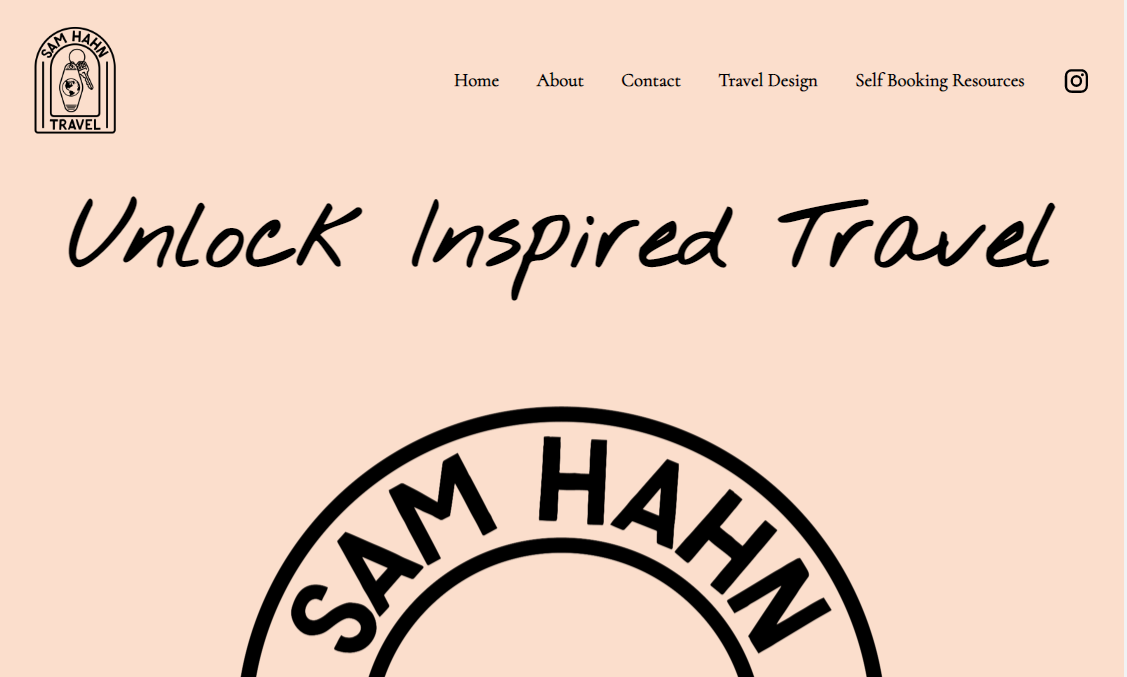 SAM HAHN
TRAVEL
Home About Contact Travel Design Self Booking Resources
Unlock Inspired Travel
SAM HAHN